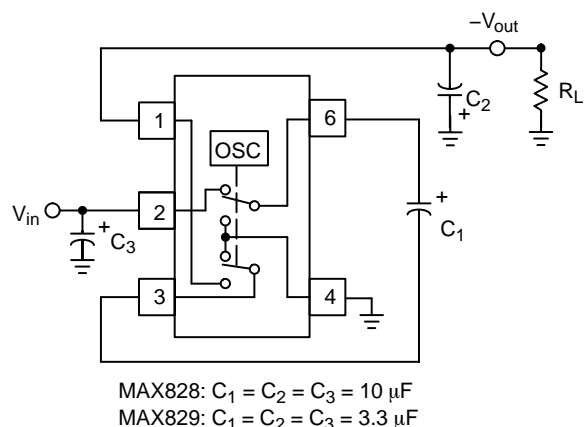 –Vout
C2
+
RL
1
6
OSC
+
C1
Vin
2
+
C3
3
4
MAX828: C1 = C2 = C3 = 10 μF
MAX829: C1 = C2 = C3 = 3.3 μF